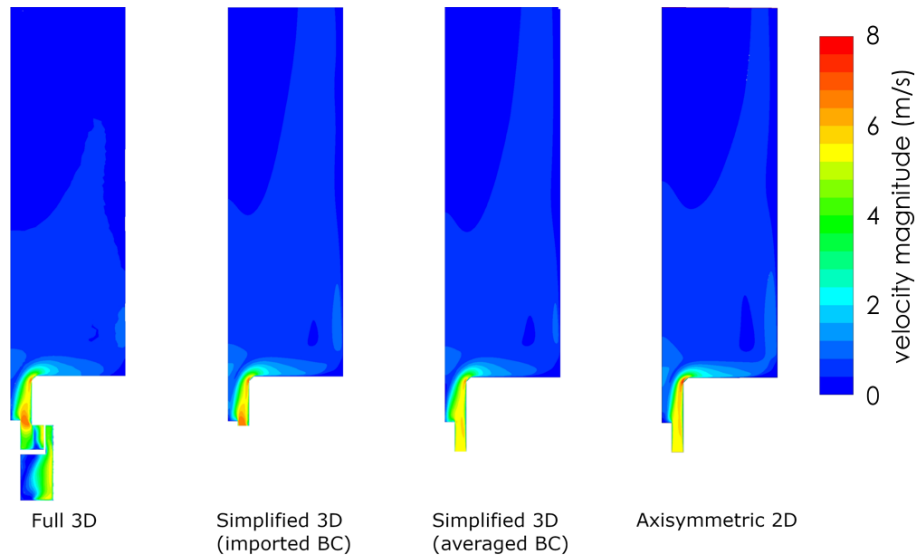 8
6
4
2
0
velocity magnitude (m/s)
Full 3D
Simplified 3D
(imported BC)
Simplified 3D
(averaged BC)
Axisymmetric 2D